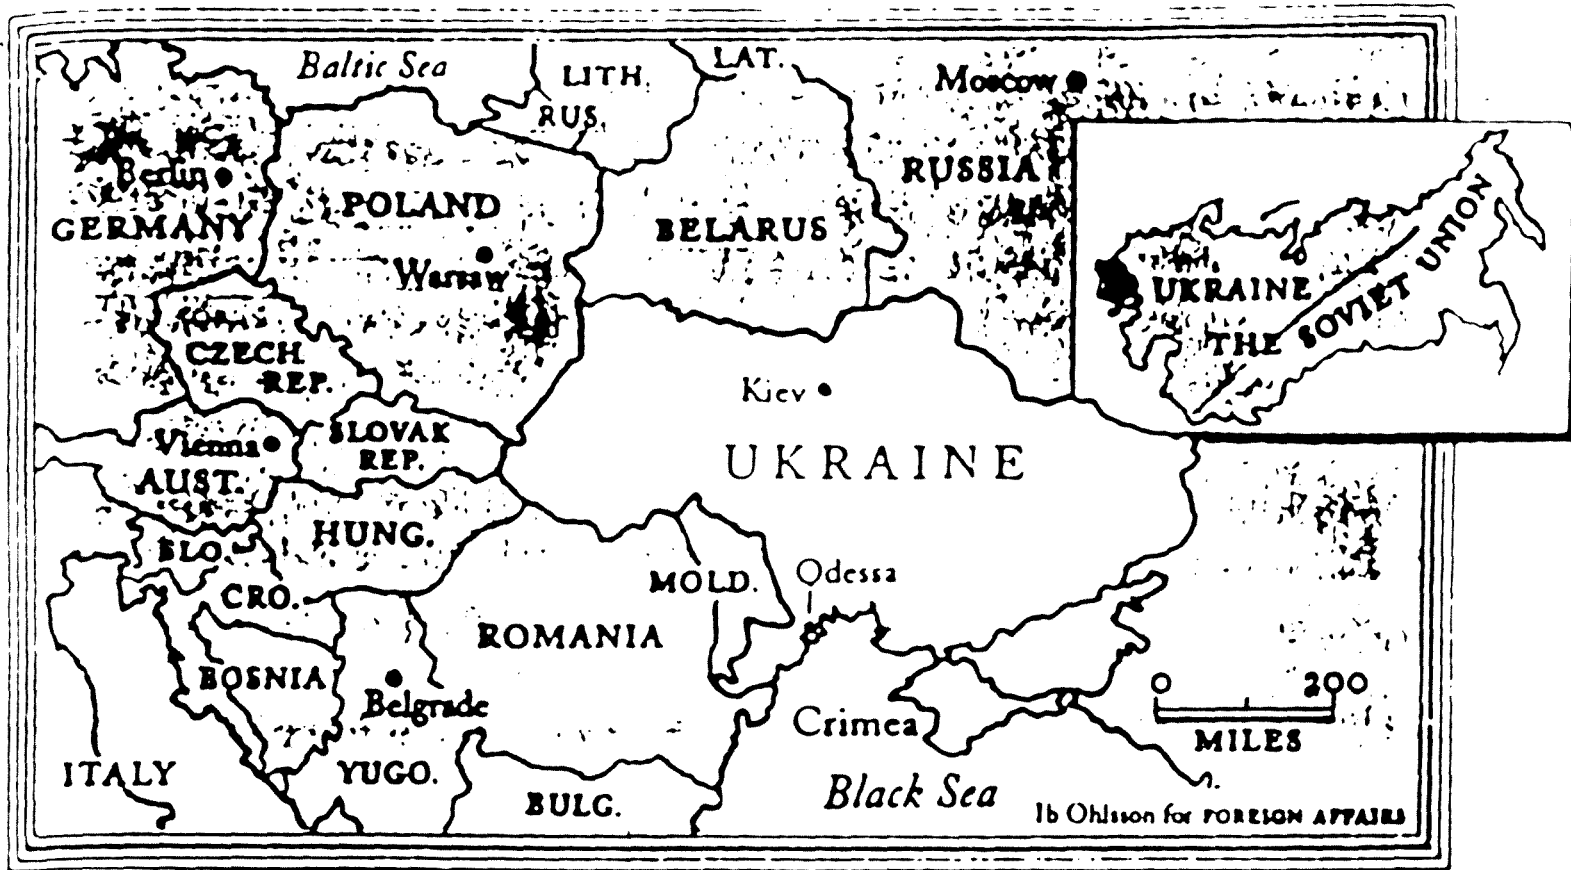 Baltic Sea
LITH.
LAT.
Moscow
RUS.
Berlin
POLAND
RUSSIA
GERMANY
BELARUS
Warsaw
UKRAINE
THE SOVIET UNION
CZECH
REP.
Kiev
Vienna
SLOVAK
REP.
UKRAINE
AUST.
HUNG.
SLO.
MOLD.
Odessa
CRO.
ROMANIA
BOSNIA
0 200
MILES
Belgrade
Crimea
ITALY
YUGO.
BULG.
Black Sea
Ib Ohlsson for FOREIGN AFFAIRS